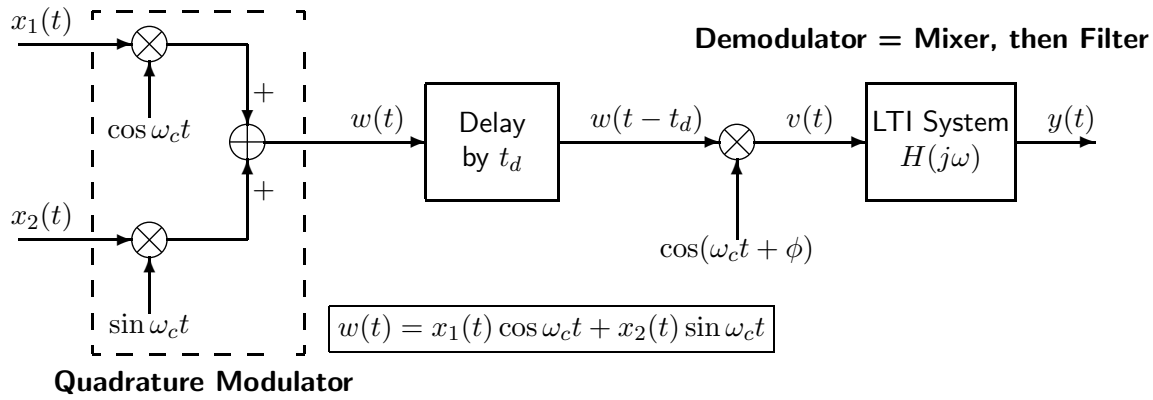 x_1(t)
cos ω_c t
+
x_2(t)
sin ω_c t
+
Quadrature Modulator
w(t)
Delay
by t_d
w(t − t_d)
cos(ω_c t + φ)
v(t)
Demodulator = Mixer, then Filter
LTI System
H(jω)
y(t)
w(t) = x_1(t) cos ω_c t + x_2(t) sin ω_c t